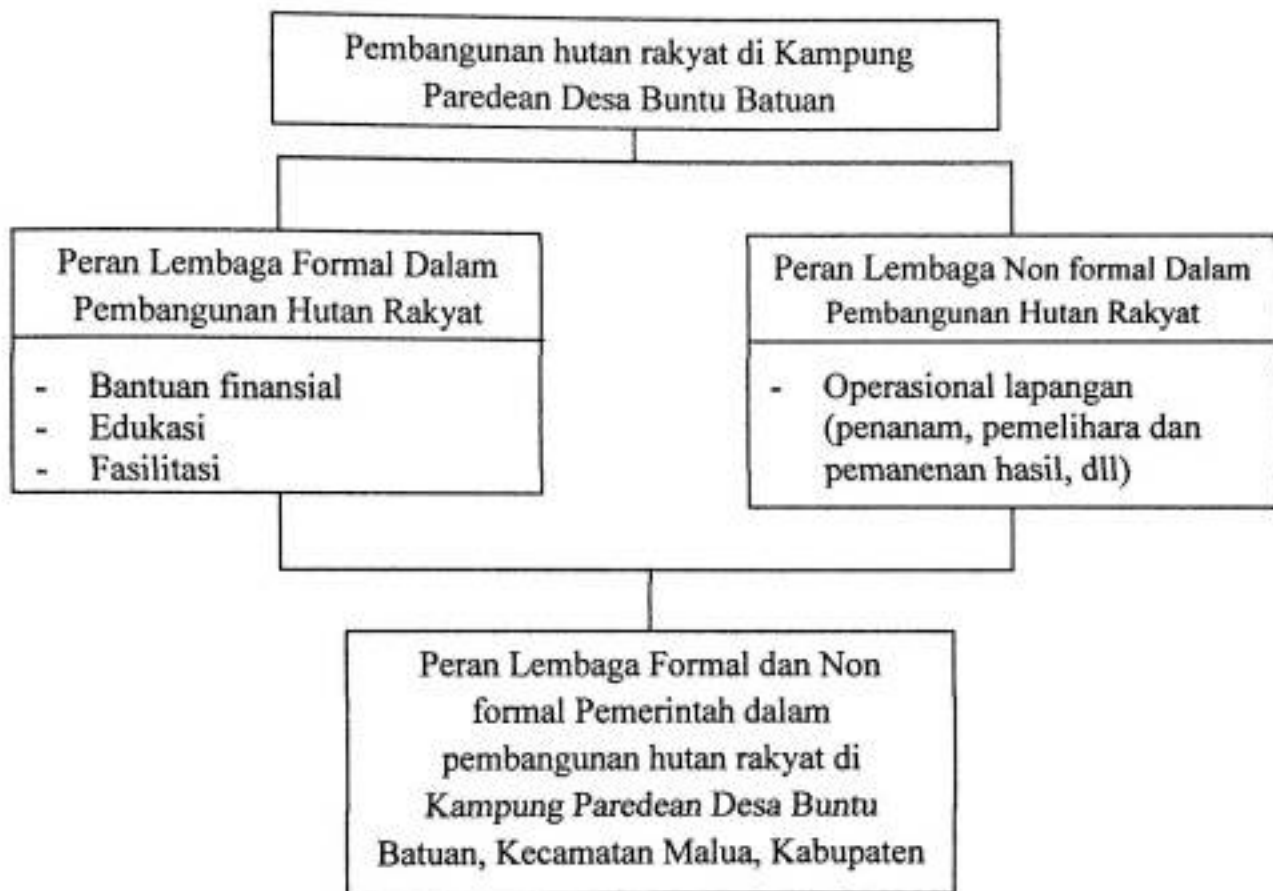 Pembangunan hutan rakyat di Kampung
Paredean Desa Buntu Batuan
Peran Lembaga Formal Dalam
Pembangunan Hutan Rakyat
- Bantuan finansial
- Edukasi
- Fasilitasi
Peran Lembaga Non formal Dalam
Pembangunan Hutan Rakyat
- Operasional lapangan
(penanam, pemelihara dan
pemanenan hasil, dll)
Peran Lembaga Formal dan Non
formal Pemerintah dalam
pembangunan hutan rakyat di
Kampung Paredean Desa Buntu
Batuan, Kecamatan Malua, Kabupaten